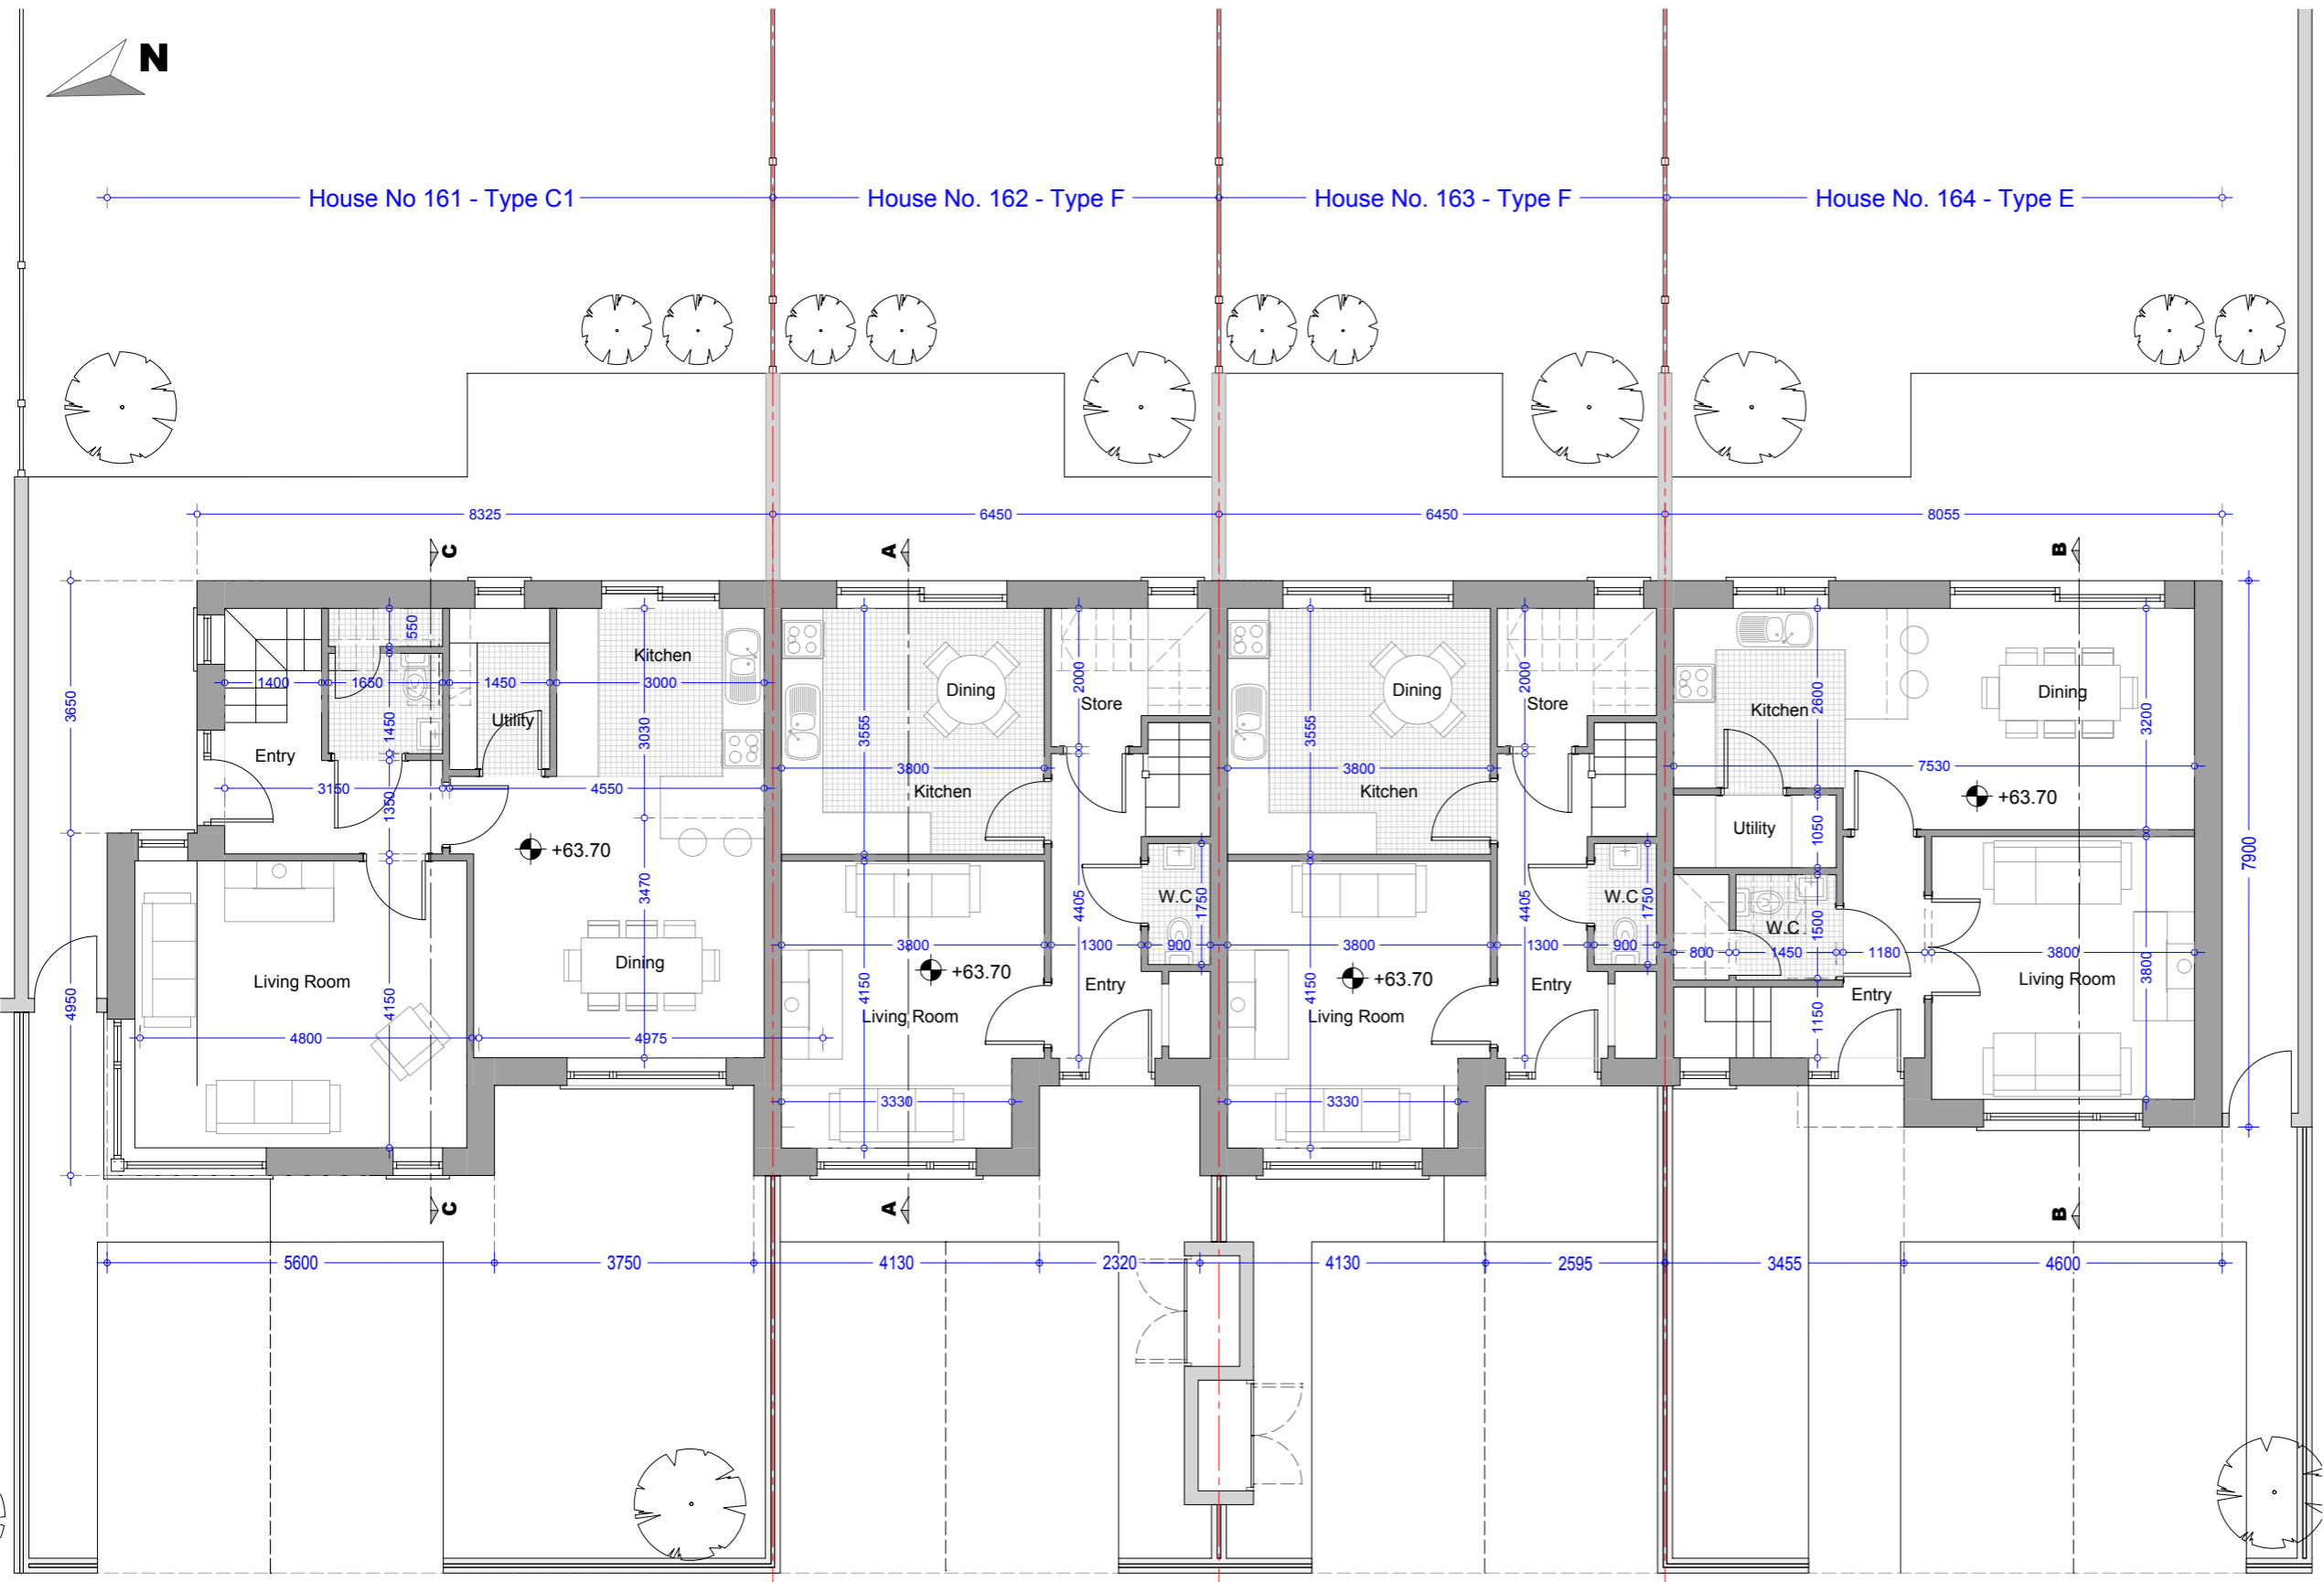 N
House No 161 - Type C1
House No. 162 - Type F
House No. 163 - Type F
House No. 164 - Type E
8325
6450
6450
8055
C
A
B
3650
4950
7900
550
1400
1650
1450
3000
Kitchen
Utility
1450
3030
Entry
3150
1350
4550
+63.70
3470
Living Room
4150
4800
4975
Dining
Dining
2000
Store
3555
3800
Kitchen
4405
W.C
1750
3800
1300
900
+63.70
4150
Living Room
Entry
3330
Dining
2000
Store
3555
3800
Kitchen
4405
W.C
1750
3800
1300
900
+63.70
4150
Living Room
Entry
3330
Kitchen
2600
Dining
3200
7530
+63.70
Utility
1050
W.C
1500
800
1450
1180
3800
3800
Living Room
Entry
1150
C
A
B
5600
3750
4130
2320
4130
2595
3455
4600